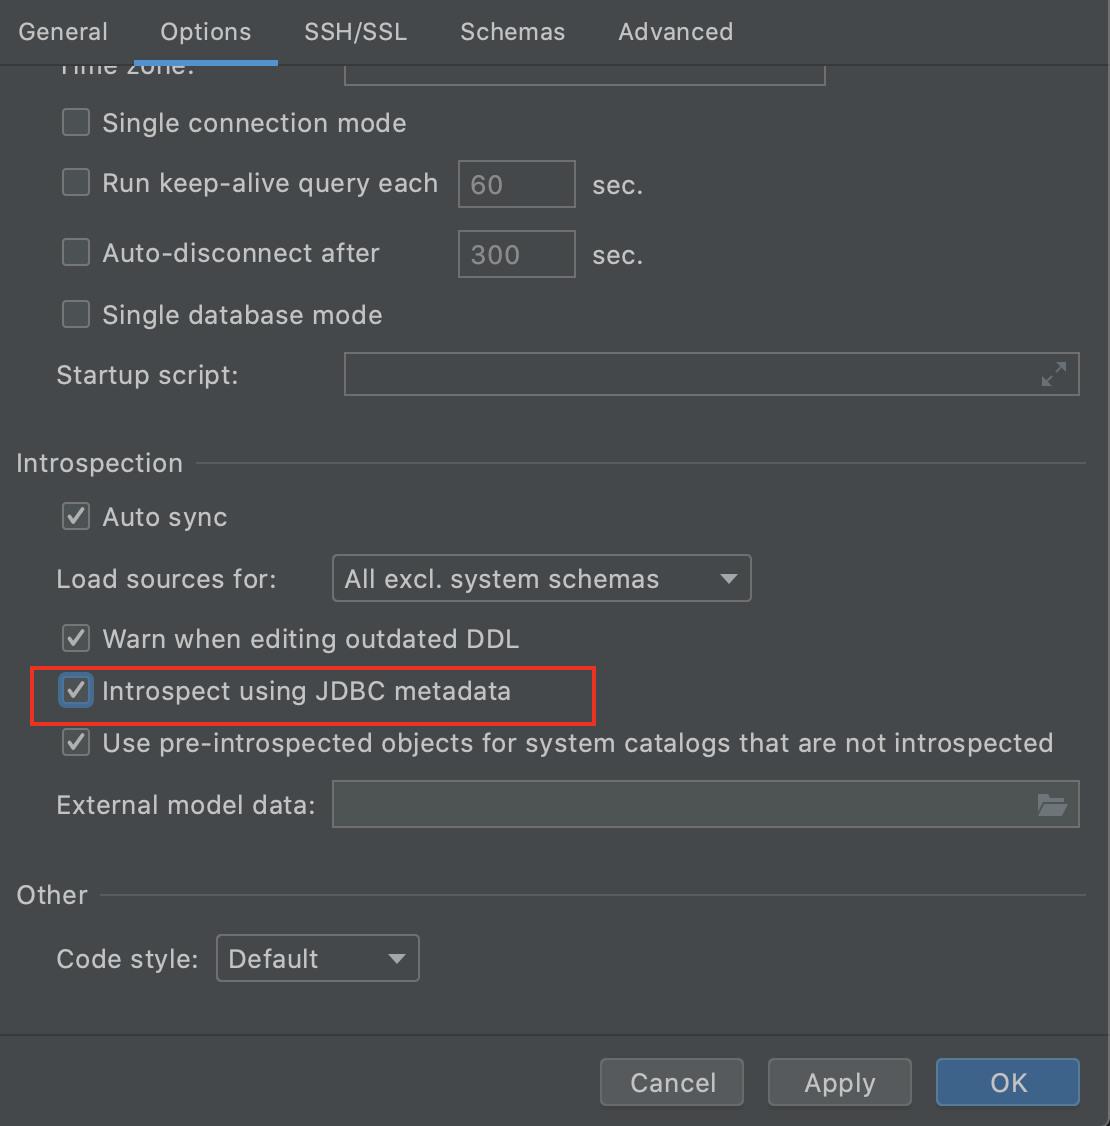 General Options SSH/SSL Schemas Advanced
Time zone:
Single connection mode
Run keep-alive query each 60 sec.
Auto-disconnect after 300 sec.
Single database mode
Startup script:
Introspection
Auto sync
Load sources for: All excl. system schemas
Warn when editing outdated DDL
Introspect using JDBC metadata
Use pre-introspected objects for system catalogs that are not introspected
External model data:
Other
Code style: Default
Cancel Apply OK